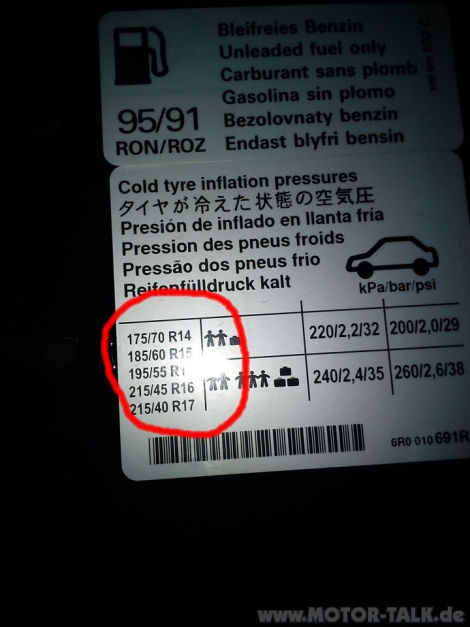 Bleifreies Benzin
Unleaded fuel only
Carburant sans plomb
Gasolina sin plomo
Bezolovnaty benzin
Endast blyfri bensin
95/91
RON/ROZ
Cold tyre inflation pressures
タイヤが冷えた状態の空気圧
Presión de inflado en llanta fría
Pression des pneus froids
Pressão dos pneus frio
Reifenfülldruck kalt
kPa/bar/psi
175/70 R14
185/60 R15
195/55
215/45 R16
215/40 R17
220/2,2/32 200/2,0/29
240/2,4/35 260/2,6/38
6R0 010 691R
www.MOTOR-TALK.de